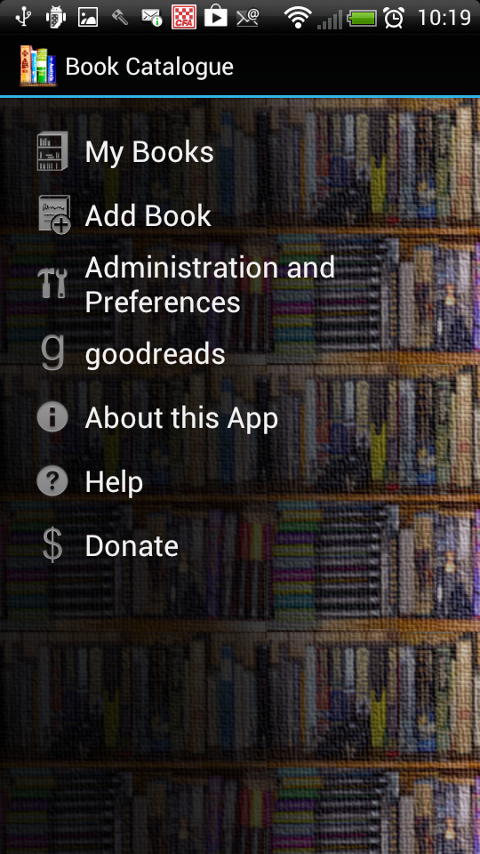 10:19
Book Catalogue
My Books
Add Book
Administration and
Preferences
g goodreads
About this App
Help
$ Donate